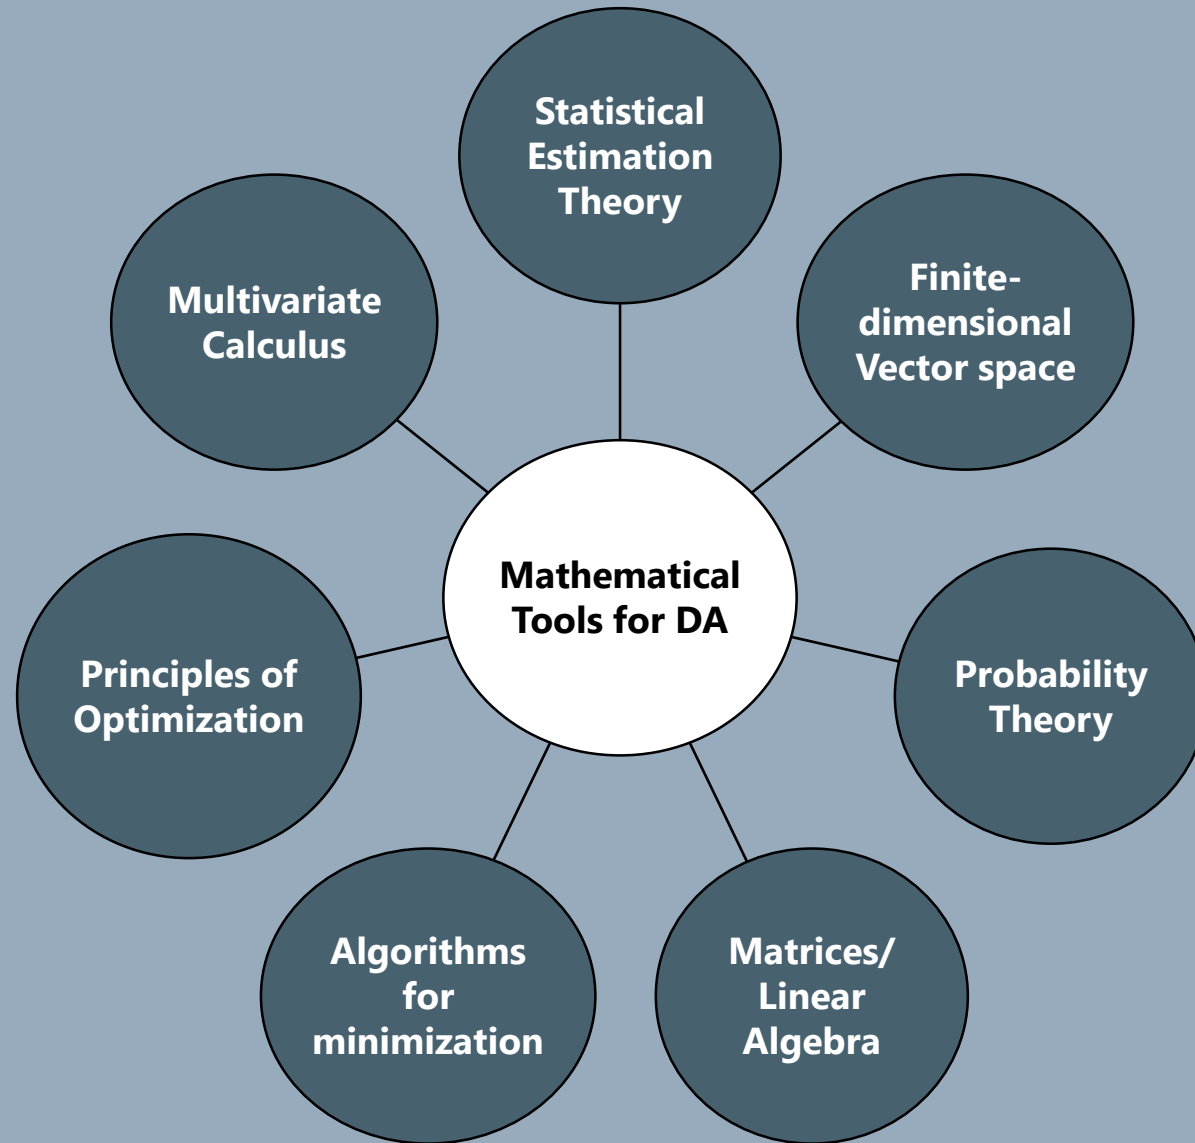 Statistical
Estimation
Theory
Multivariate
Calculus
Finite-
dimensional
Vector space
Mathematical
Tools for DA
Principles of
Optimization
Probability
Theory
Algorithms
for
minimization
Matrices/
Linear
Algebra